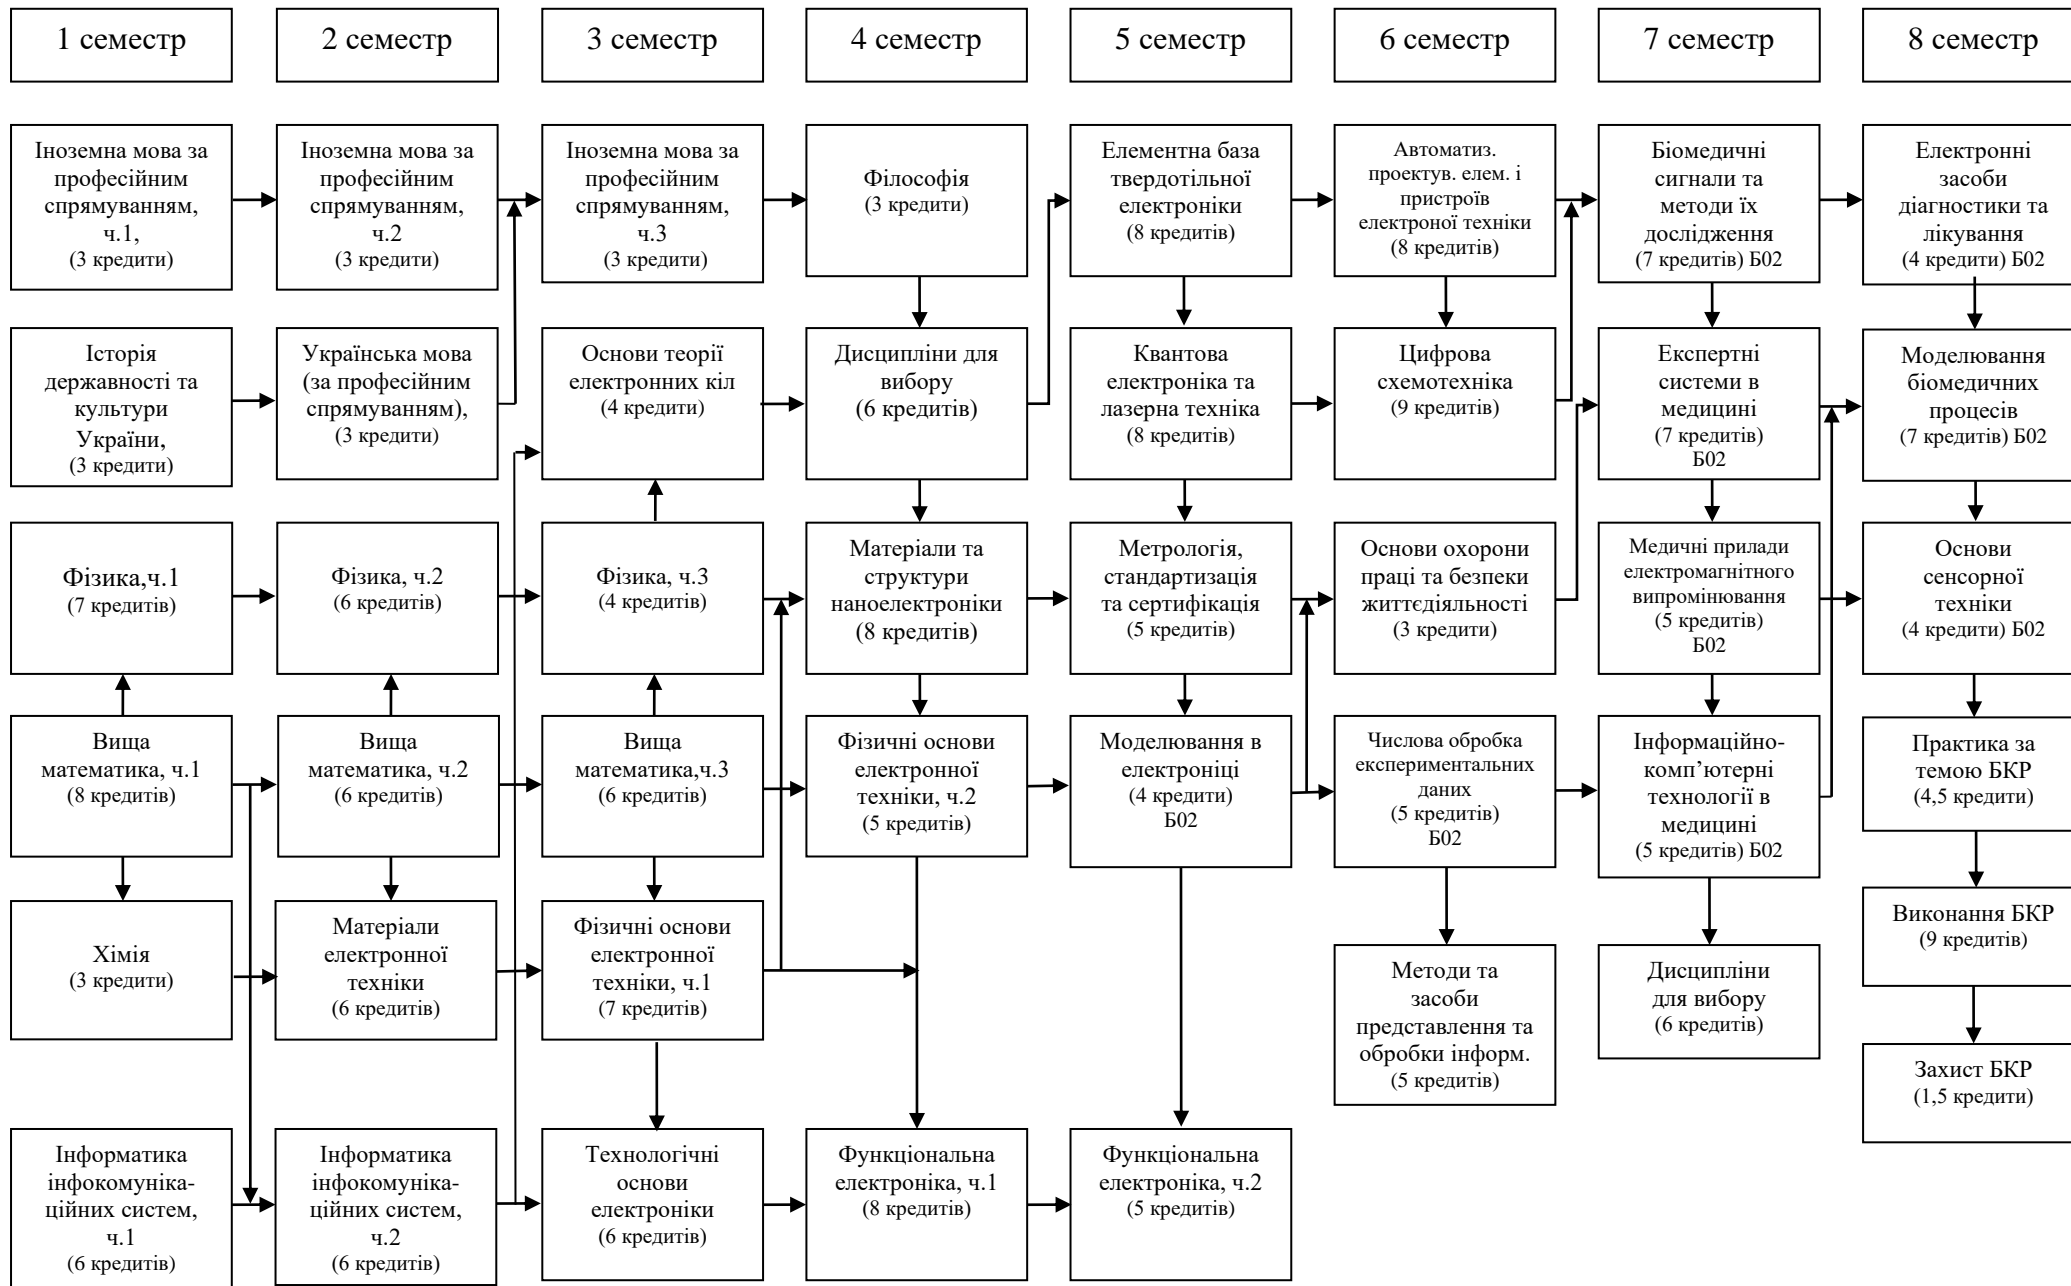 1 семестр
2 семестр
3 семестр
4 семестр
5 семестр
6 семестр
7 семестр
8 семестр
Іноземна мова за
професійним
спрямуванням,
ч.1,
(3 кредити)
Іноземна мова за
професійним
спрямуванням,
ч.2
(3 кредити)
Іноземна мова за
професійним
спрямуванням,
ч.3
(3 кредити)
Філософія
(3 кредити)
Елементна база
твердотільної
електроніки
(8 кредитів)
Автоматиз.
проектув. елем. і
пристроїв
електроної техніки
(8 кредитів)
Біомедичні
сигнали та
методи їх
дослідження
(7 кредитів) Б02
Електронні
засоби
діагностики та
лікування
(4 кредити) Б02
Історія
державності та
культури
України,
(3 кредити)
Українська мова
(за професійним
спрямуванням),
(3 кредити)
Основи теорії
електронних кіл
(4 кредити)
Дисципліни для
вибору
(6 кредитів)
Квантова
електроніка та
лазерна техніка
(8 кредитів)
Цифрова
схемотехніка
(9 кредитів)
Експертні
системи в
медицині
(7 кредитів)
Б02
Моделювання
біомедичних
процесів
(7 кредитів) Б02
Фізика,ч.1
(7 кредитів)
Фізика, ч.2
(6 кредитів)
Фізика, ч.3
(4 кредити)
Матеріали та
структури
наноелектроніки
(8 кредитів)
Метрологія,
стандартизація
та сертифікація
(5 кредитів)
Основи охорони
праці та безпеки
життєдіяльності
(3 кредити)
Медичні прилади
електромагнітного
випромінювання
(5 кредитів)
Б02
Основи
сенсорної
техніки
(4 кредити) Б02
Вища
математика, ч.1
(8 кредитів)
Вища
математика, ч.2
(6 кредитів)
Вища
математика,ч.3
(6 кредитів)
Фізичні основи
електронної
техніки, ч.2
(5 кредитів)
Моделювання в
електроніці
(4 кредити)
Б02
Числова обробка
експериментальних
даних
(5 кредитів)
Б02
Інформаційно-
комп’ютерні
технології в
медицині
(5 кредитів) Б02
Практика за
темою БКР
(4,5 кредити)
Хімія
(3 кредити)
Матеріали
електронної
техніки
(6 кредитів)
Фізичні основи
електронної
техніки, ч.1
(7 кредитів)
Методи та
засоби
представлення та
обробки інформ.
(5 кредитів)
Дисципліни
для вибору
(6 кредитів)
Виконання БКР
(9 кредитів)
Захист БКР
(1,5 кредити)
Інформатика
інфокомуніка-
ційних систем,
ч.1
(6 кредитів)
Інформатика
інфокомуніка-
ційних систем,
ч.2
(6 кредитів)
Технологічні
основи
електроніки
(6 кредитів)
Функціональна
електроніка, ч.1
(8 кредитів)
Функціональна
електроніка, ч.2
(5 кредитів)